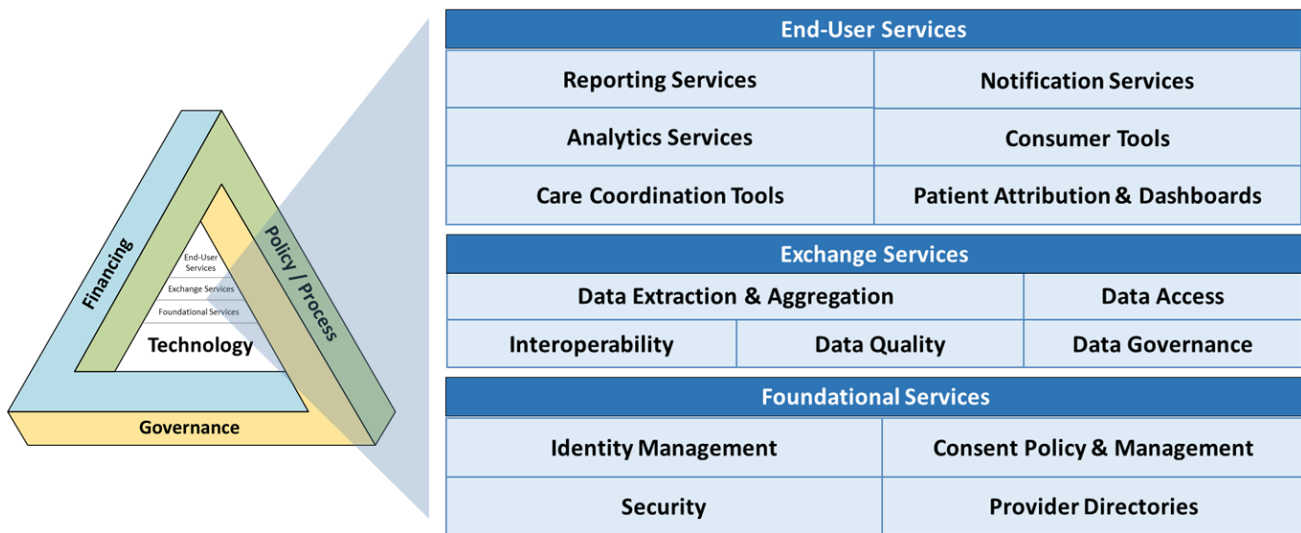 Financing
Policy / Process
End-User
Services
Exchange Services
Foundational Services
Technology
Governance
End-User Services
Reporting Services
Notification Services
Analytics Services
Consumer Tools
Care Coordination Tools
Patient Attribution & Dashboards
Exchange Services
Data Extraction & Aggregation
Data Access
Interoperability
Data Quality
Data Governance
Foundational Services
Identity Management
Consent Policy & Management
Security
Provider Directories